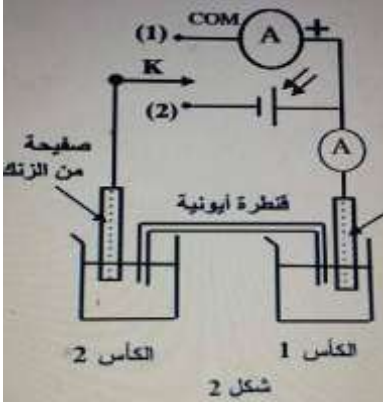 COM
A
+
(1)
K
(2)
A
صفيحة
من الزنك
قنطرة أيونية
الكأس 2
الكأس 1
شكل 2